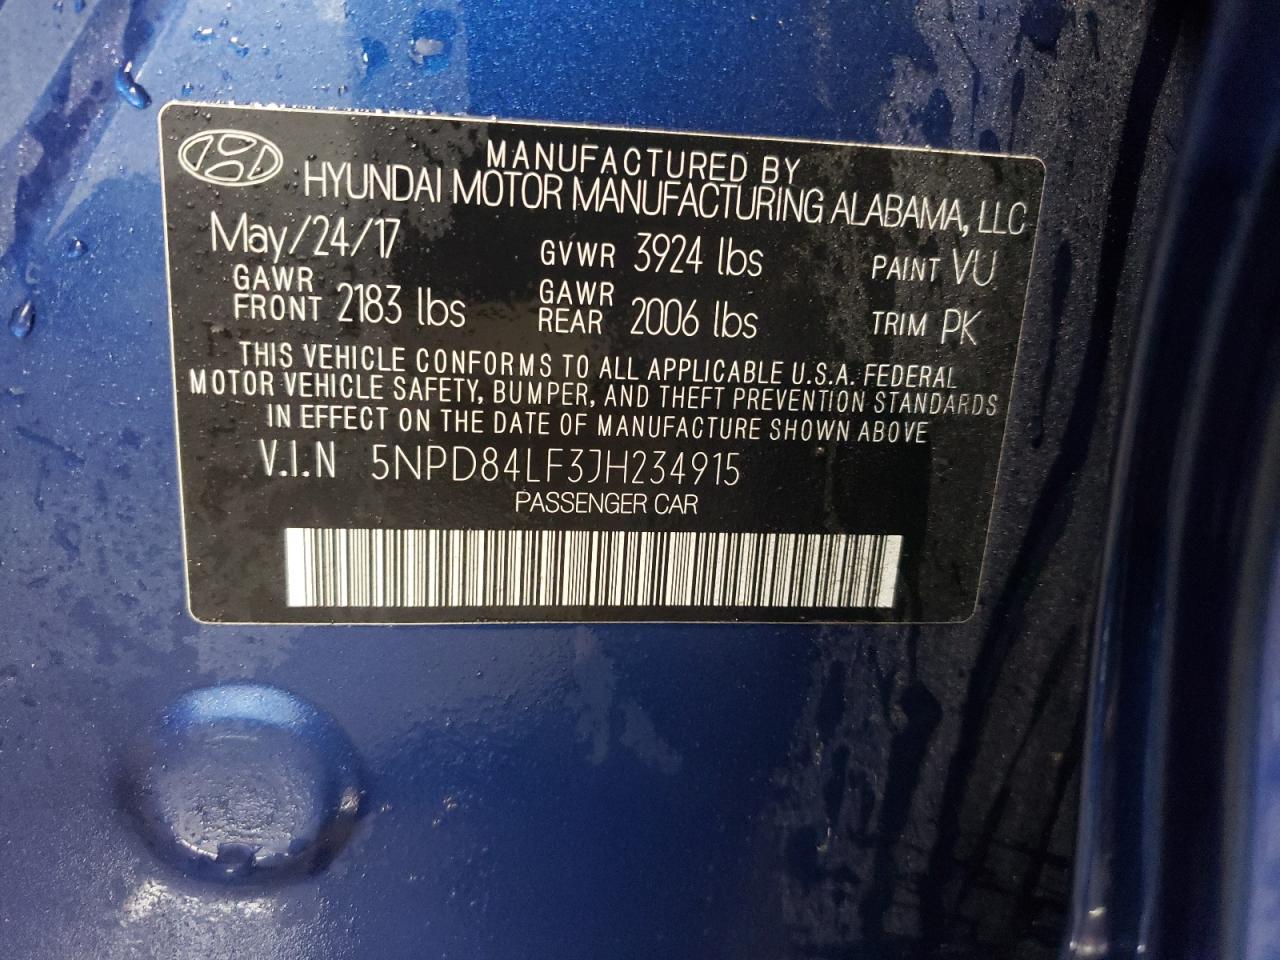 MANUFACTURED BY
HYUNDAI MOTOR MANUFACTURING ALABAMA, LLC
May/24/17 GVWR 3924 lbs PAINT VU
GAWR FRONT 2183 lbs GAWR REAR 2006 lbs TRIM PK
THIS VEHICLE CONFORMS TO ALL APPLICABLE U.S.A. FEDERAL
MOTOR VEHICLE SAFETY, BUMPER, AND THEFT PREVENTION STANDARDS
IN EFFECT ON THE DATE OF MANUFACTURE SHOWN ABOVE
V.I.N 5NPD84LF3JH234915
PASSENGER CAR